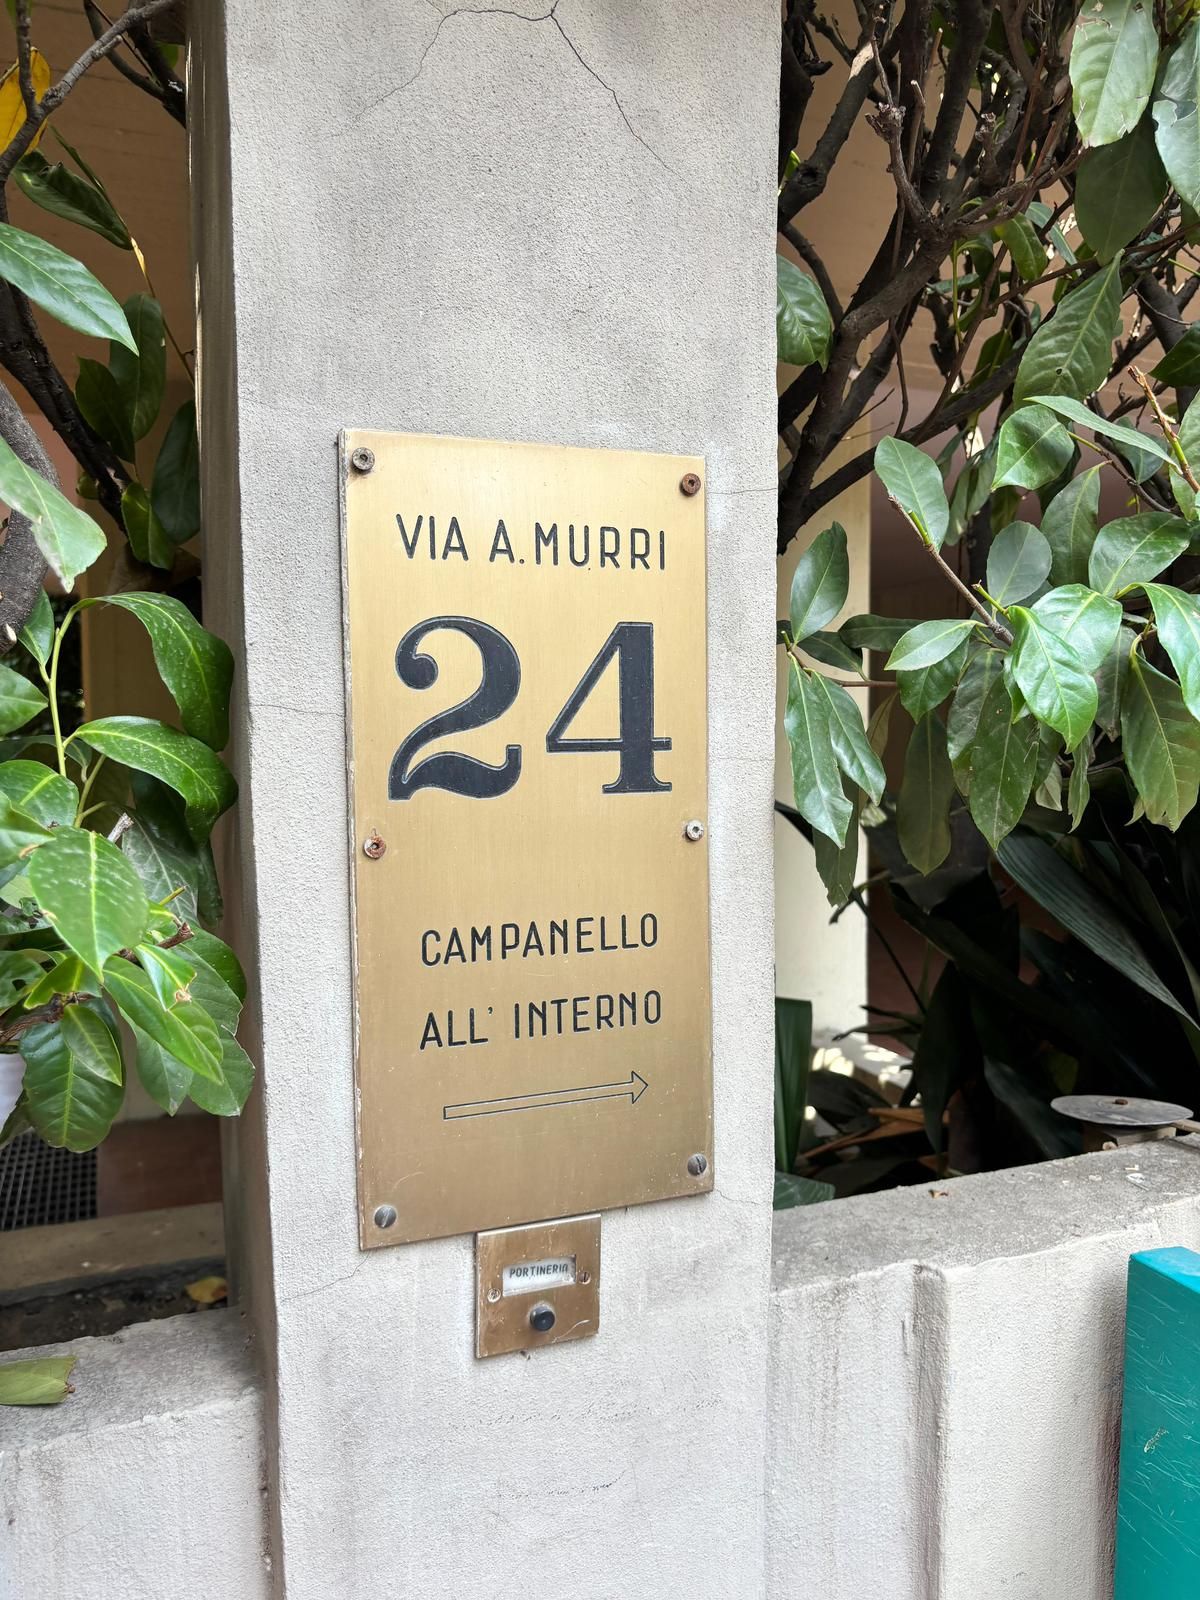 VIA A.MURRI
24
CAMPANELLO
ALL' INTERNO
PORTINERIA